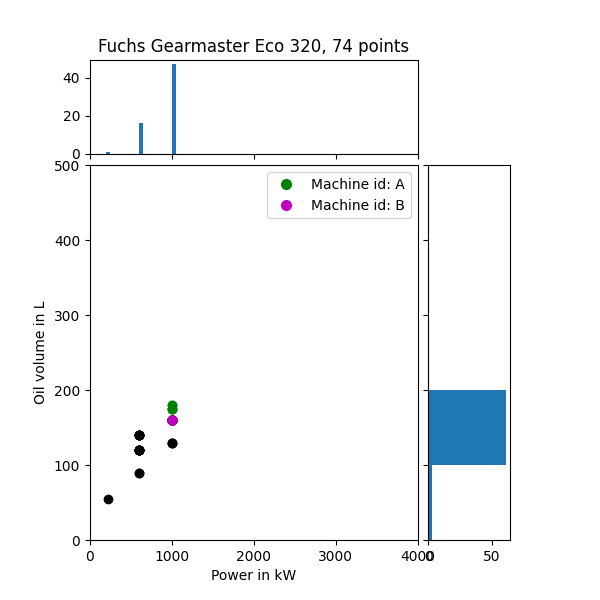 Fuchs Gearmaster Eco 320, 74 points
40
20
0
500
400
300
200
100
0
Oil volume in L
Machine id: A
Machine id: B
0 1000 2000 3000 4000
Power in kW
0 50